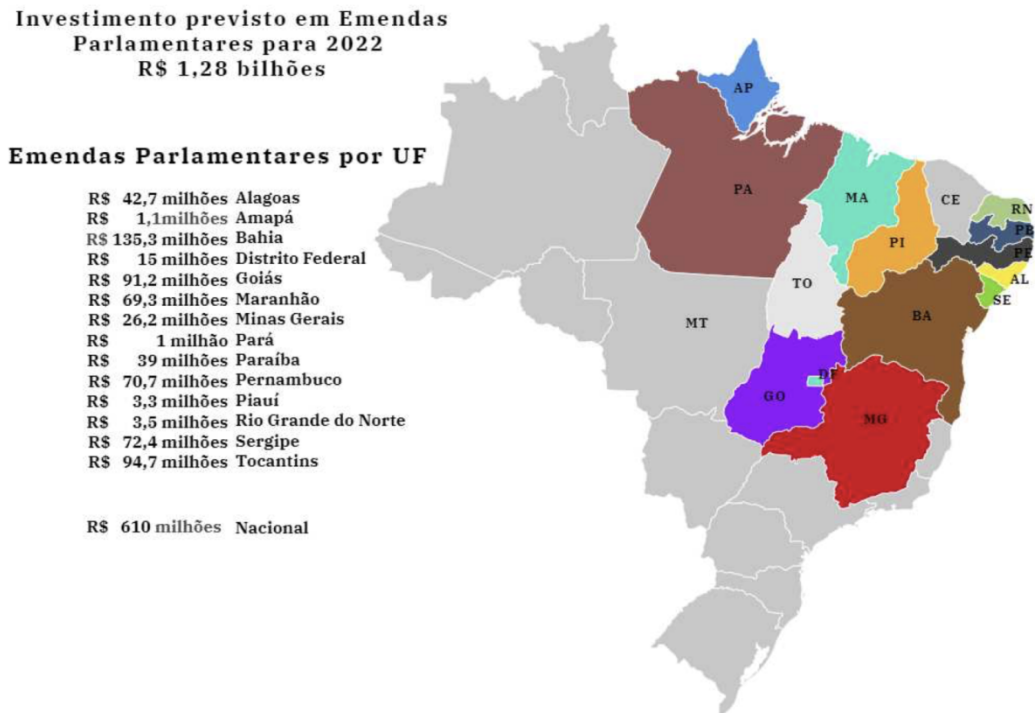 Investimento previsto em Emendas
Parlamentares para 2022
R$ 1,28 bilhões
Emendas Parlamentares por UF
R$ 42,7 milhões Alagoas
R$ 1,1milhões Amapá
R$ 135,3 milhões Bahia
R$ 15 milhões Distrito Federal
R$ 91,2 milhões Goiás
R$ 69,3 milhões Maranhão
R$ 26,2 milhões Minas Gerais
R$ 1 milhão Pará
R$ 39 milhões Paraíba
R$ 70,7 milhões Pernambuco
R$ 3,3 milhões Piauí
R$ 3,5 milhões Rio Grande do Norte
R$ 72,4 milhões Sergipe
R$ 94,7 milhões Tocantins
R$ 610 milhões Nacional
AP
PA
MA
CE
RN
PB
PI
PE
AL
TO
SE
BA
MT
DF
GO
MG